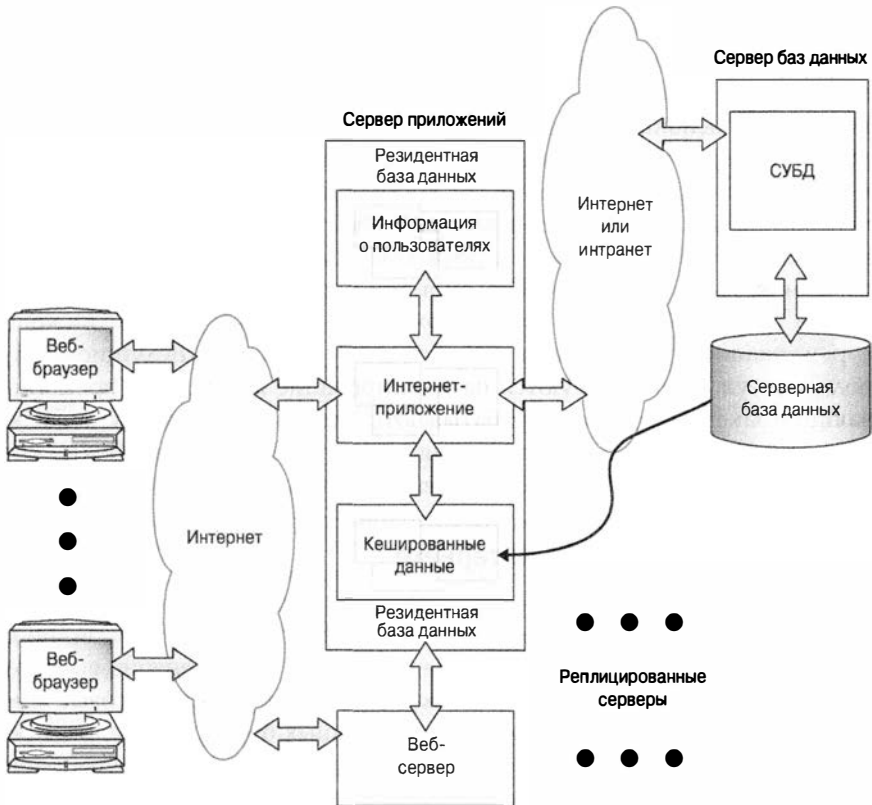 Сервер баз данных
СУБД
Сервер приложений
Резидентная
база данных
Информация
о пользователях
Интернет
или
интранет
Веб-
браузер
Интернет-
приложение
Серверная
база данных
Интернет
Кешированные
данные
Резидентная
база данных
Веб-
браузер
Реплицированные
серверы
Веб-
сервер